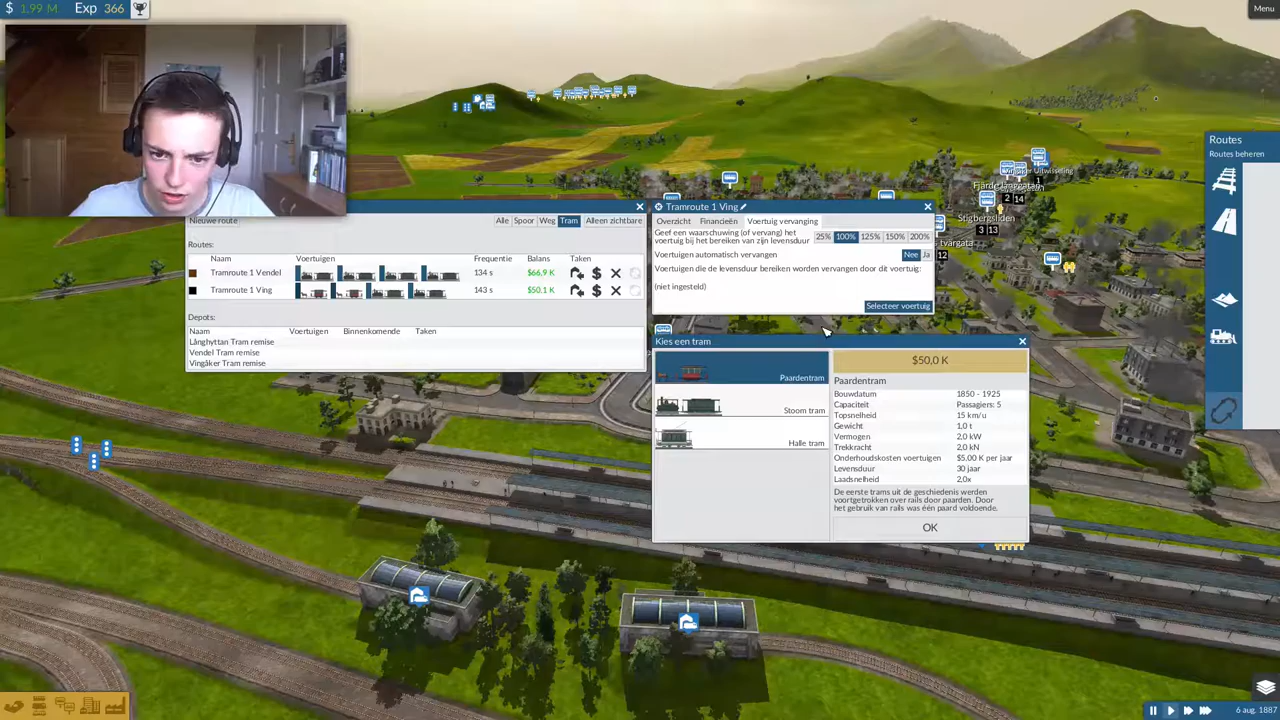 $ 1.99 M Exp 366
Menu
Nieuwe route
Alle Spoor Weg Tram Alleen zichtbare
Routes:
Naam Voertuigen Frequentie Balans Taken
Tramroute 1 Vendel 134 s $66,9 K
Tramroute 1 Ving 143 s $50,1 K
Depots:
Naam Voertuigen Binnenkomende Taken
Långhyttan Tram remise
Vendel Tram remise
Vingåker Tram remise
Tramroute 1 Ving
Overzicht Financieën Voertuig vervanging
Geef een waarschuwing (of vervang) het
voertuig bij het bereiken van zijn levensduur
25% 100% 125% 150% 200%
Voertuigen automatisch vervangen Nee Ja
Voertuigen die de levensduur bereiken worden vervangen door dit voertuig:
(niet ingesteld)
Selecteer voertuig
Kies een tram
Paardentram
Stoom tram
Halle tram
$50,0 K
Paardentram
Bouwdatum 1850 - 1925
Capaciteit Passagiers: 5
Topsnelheid 15 km/u
Gewicht 1,0 t
Vermogen 2,0 kW
Trekkracht 2,0 kN
Onderhoudskosten voertuigen $5,00 K per jaar
Levensduur 30 jaar
Laadsnelheid 2,0x
De eerste trams uit de geschiedenis werden
voortgetrokken over rails door paarden. Door
het gebruik van rails was één paard voldoende.
OK
Routes
Routes beheren
2 14
Stigbergsliden
3 13
12
6 aug. 1887